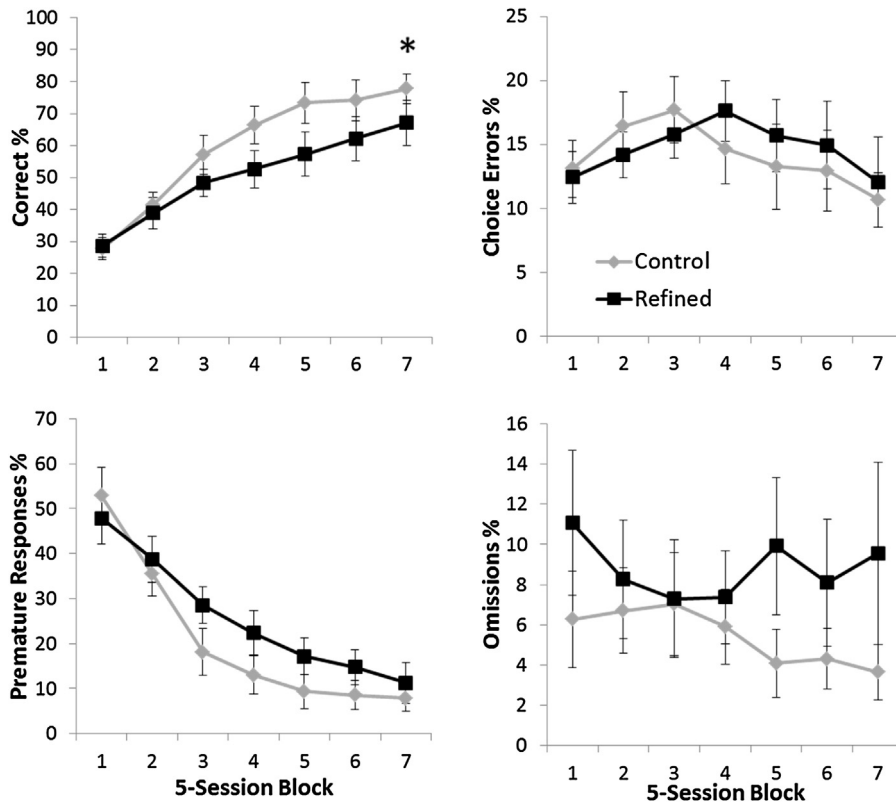 Correct %
100
90
80
70
60
50
40
30
20
10
0
*
1 2 3 4 5 6 7
Choice Errors %
25
20
15
10
5
0
Control
Refined
1 2 3 4 5 6 7
Premature Responses %
70
60
50
40
30
20
10
0
1 2 3 4 5 6 7
5-Session Block
Omissions %
16
14
12
10
8
6
4
2
0
1 2 3 4 5 6 7
5-Session Block